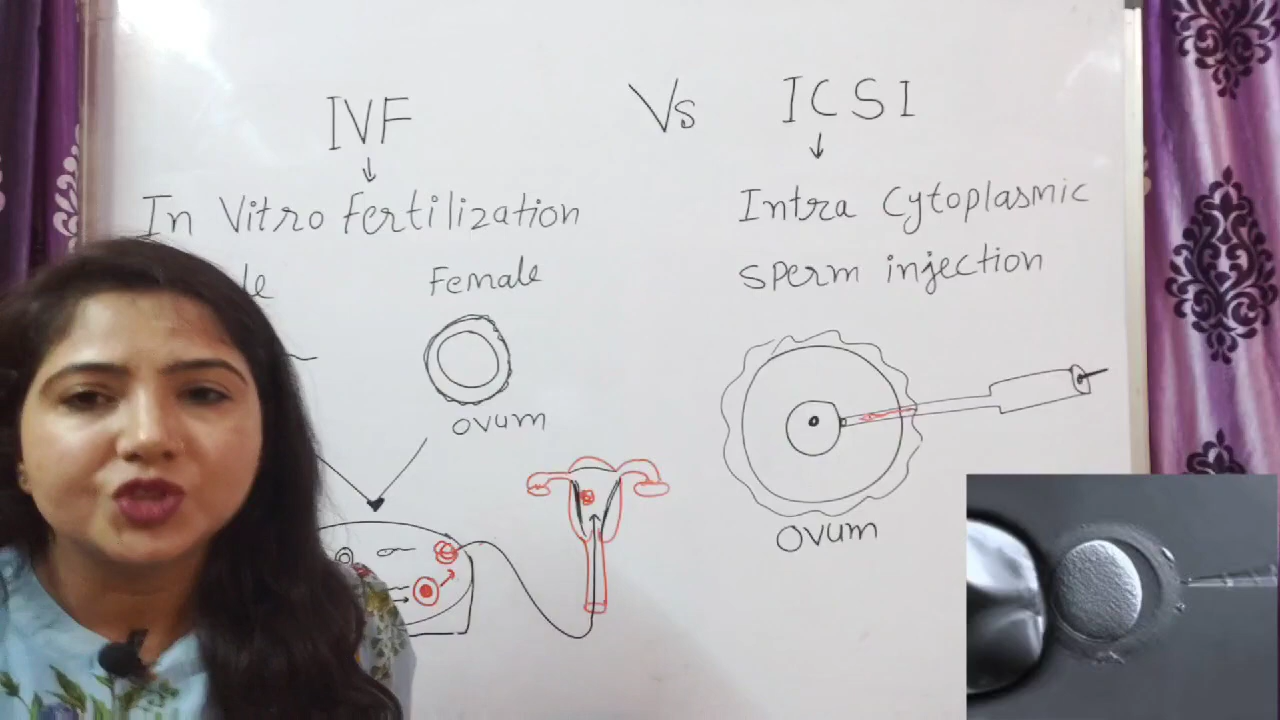 IVF Vs ICSI
In Vitro Fertilization
Intra Cytoplasmic
Sperm injection
Female
Ovum
Ovum